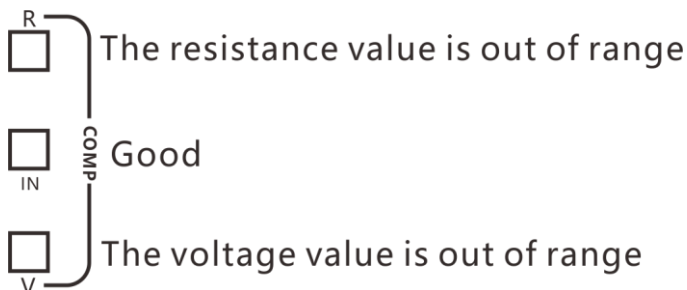 R
The resistance value is out of range
COMP
Good
IN
The voltage value is out of range
V